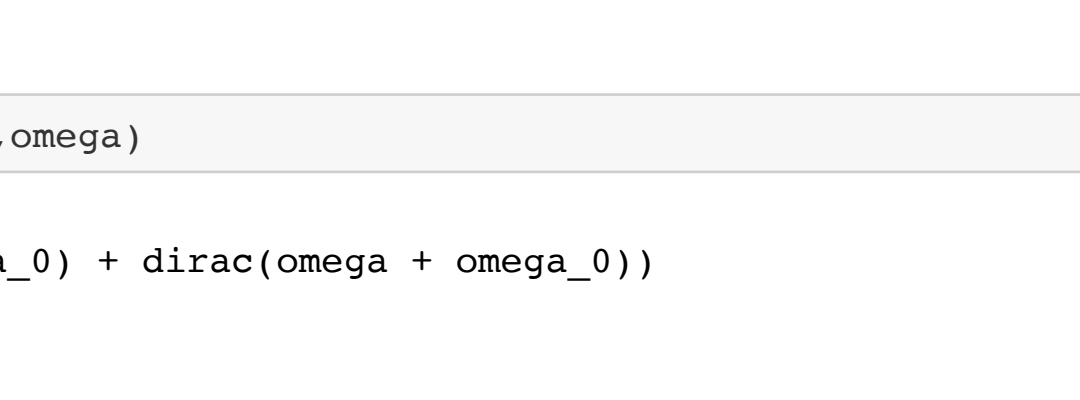 ,omega)
a_0) + dirac(omega + omega_0))